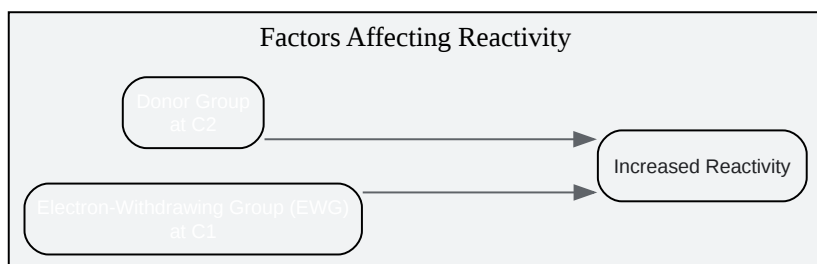 Factors Affecting Reactivity
Donor Group
at C2
Increased Reactivity
Electron-Withdrawing Group (EWG)
at C1